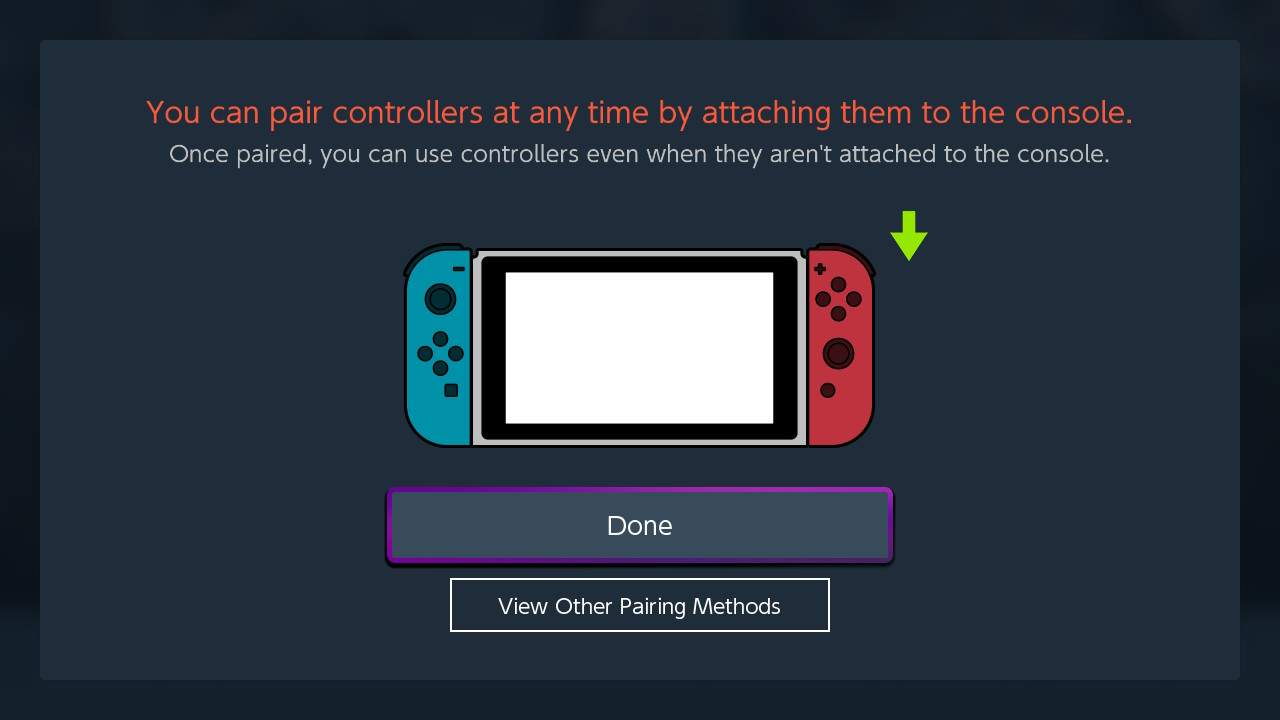 You can pair controllers at any time by attaching them to the console.
Once paired, you can use controllers even when they aren't attached to the console.
Done
View Other Pairing Methods